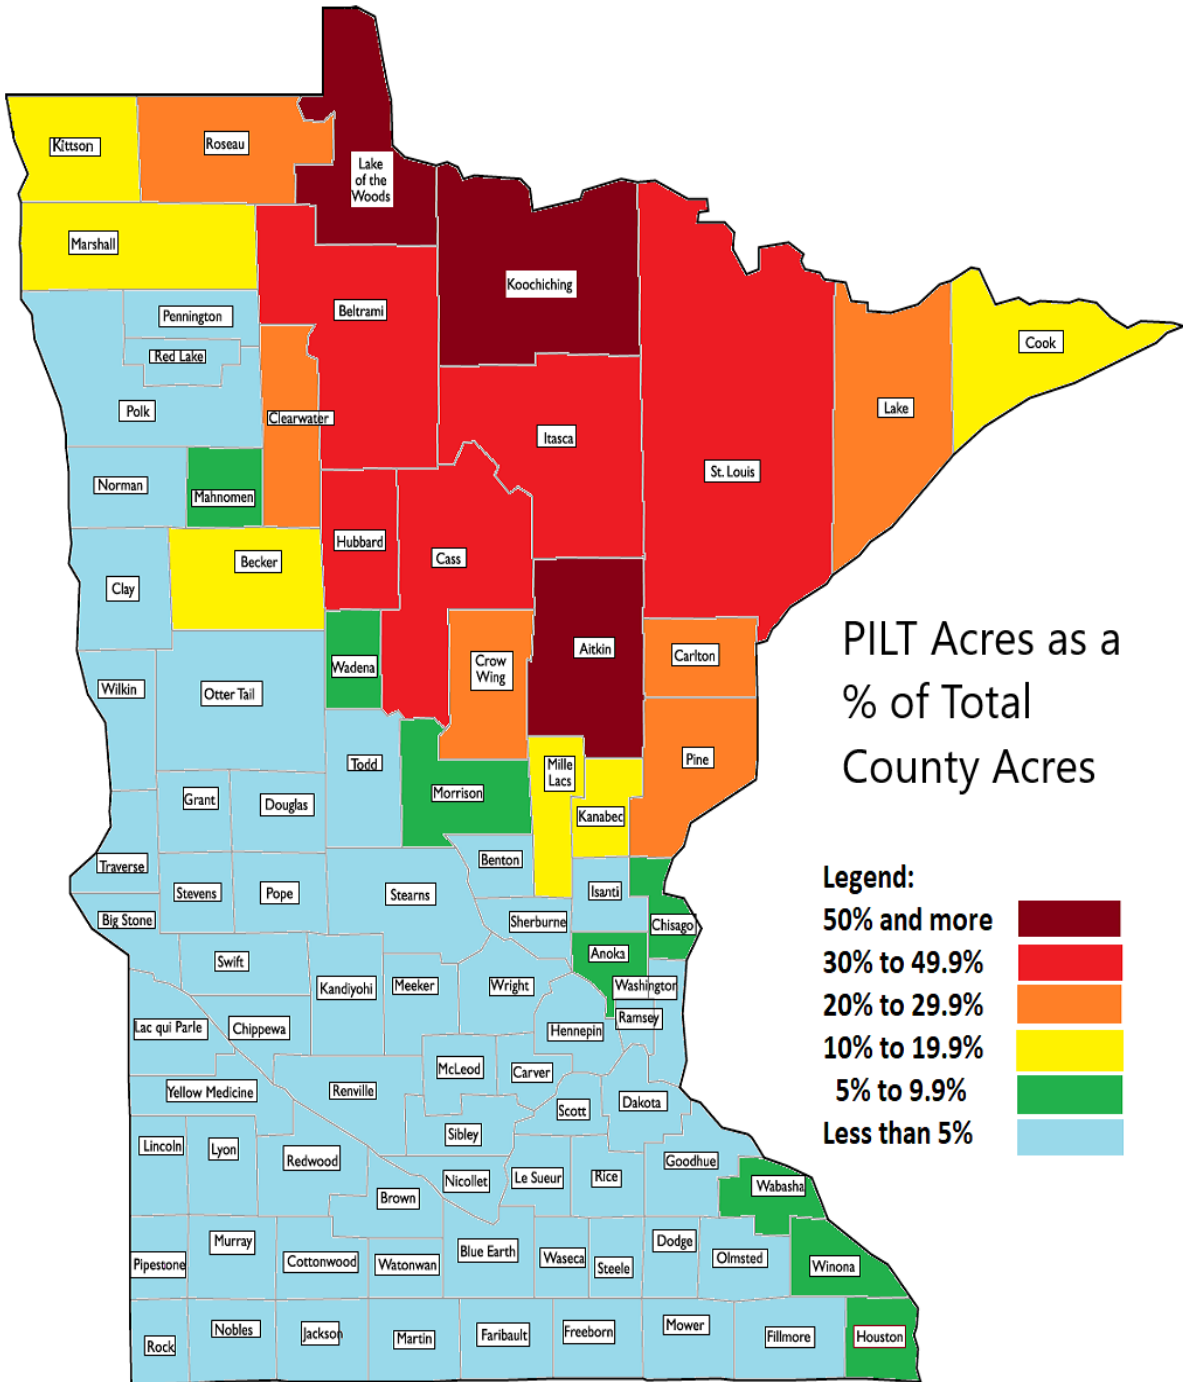 Kittson
Roseau
Lake
of the
Woods
Marshall
Koochiching
Beltrami
Pennington
Red Lake
Cook
Polk
Clearwater
Lake
Itasca
St. Louis
Norman
Mahnomen
Hubbard
Cass
Becker
Clay
Aitkin
Carlton
Crow
Wing
Wadena
Wilkin
Otter Tail
PILT Acres as a
% of Total
County Acres
Todd
Mille
Lacs
Pine
Morrison
Grant
Douglas
Kanabec
Traverse
Benton
Stevens
Pope
Stearns
Isanti
Big Stone
Sherburne
Chisago
Anoka
Swift
Kandiyohi
Meeker
Wright
Washington
Lac qui Parle
Chippewa
Hennepin
Ramsey
McLeod
Carver
Yellow Medicine
Renville
Scott
Dakota
Lincoln
Lyon
Redwood
Sibley
Goodhue
Nicollet
Le Sueur
Rice
Wabasha
Brown
Murray
Pipestone
Cottonwood
Watonwan
Blue Earth
Waseca
Steele
Dodge
Olmsted
Winona
Rock
Nobles
Jackson
Martin
Faribault
Freeborn
Mower
Fillmore
Houston
Legend:
50% and more
30% to 49.9%
20% to 29.9%
10% to 19.9%
5% to 9.9%
Less than 5%